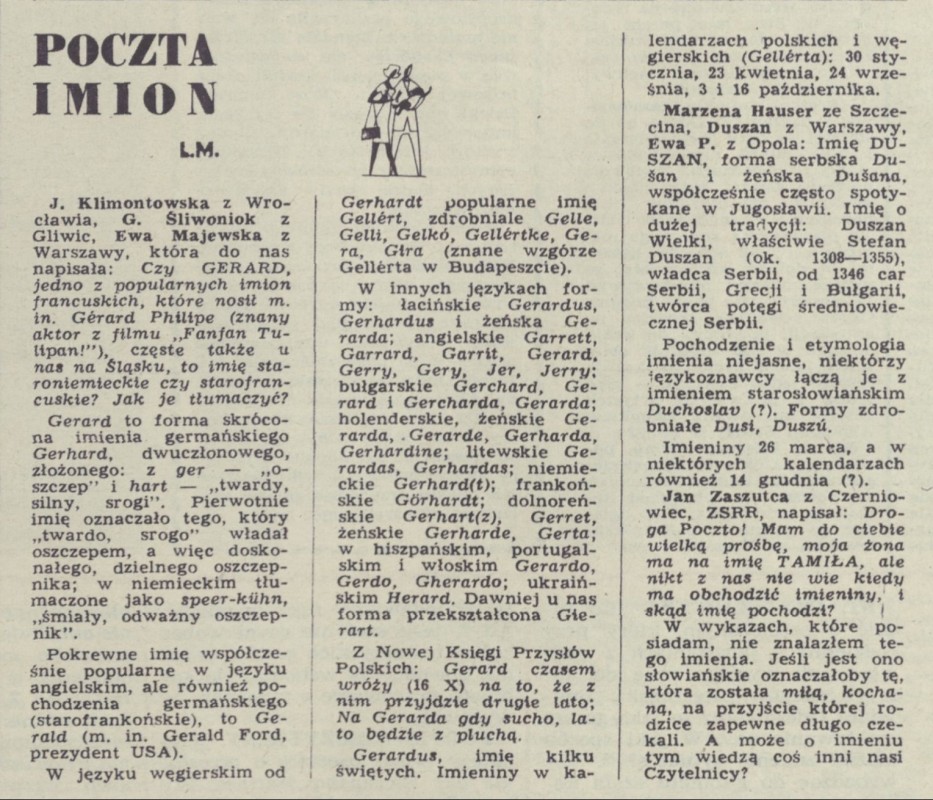 POCZTA
IMION
L.M.
J. Klimontowska z Wro-
cławia, G. Śliwoniok z
Gliwic, Ewa Majewska z
Warszawy, która do nas
napisała: Czy GERARD,
jedno z popularnych imion
francuskich, które nosił m.
in. Gérard Philipe (znany
aktor z filmu „Fanfan Tu-
lipan!"), częste także u
nas na Śląsku, to imię sta-
roniemieckie czy starofran-
cuskie? Jak je tłumaczyć?
Gerard to forma skróco-
na imienia germańskiego
Gerhard, dwuczłonowego,
złożonego: z ger — „o-
szczep" i hart — „twardy,
silny, srogi". Pierwotnie
imię oznaczało tego, który
„twardo, srogo" władał
oszczepem, a więc dosko-
nałego, dzielnego oszczep-
nika; w niemieckim tłu-
maczone jako speer-kühn,
„śmiały, odważny oszczep-
nik".
Pokrewne imię współcze-
śnie popularne w języku
angielskim, ale również po-
chodzenia germańskiego
(starofrankońskie), to Ge-
rald (m. in. Gerald Ford,
prezydent USA).
W języku węgierskim od
Gerhardt popularne imię
Gellért, zdrobniale Gelle,
Gelli, Gelkó, Gellértke, Ge-
ra, Gira (znane wzgórze
Gellérta w Budapeszcie).
W innych językach for-
my: łacińskie Gerardus,
Gerhardus i żeńska Ge-
rarda; angielskie Garrett,
Garrard, Garrit, Gerard,
Gerry, Gery, Jer, Jerry;
bułgarskie Gerchard, Ge-
rard i Gercharda, Gerarda;
holenderskie, żeńskie Ge-
rarda, Gerarde, Gerharda,
Gerhardine; litewskie Ge-
rardas, Gerhardas; niemie-
ckie Gerhard(t); frankoń-
skie Görhardt; dolnoreń-
skie Gerhart(z), Gerret,
żeńskie Gerharde, Gerta;
w hiszpańskim, portugal-
skim i włoskim Gerardo,
Gerdo, Gherardo; ukraiń-
skim Herard. Dawniej u nas
forma przekształcona Gie-
rart.
Z Nowej Księgi Przysłów
Polskich: Gerard czasem
wróży (16 X) na to, że z
nim przyjdzie drugie lato;
Na Gerarda gdy sucho, la-
to będzie z pluchą.
Gerardus, imię kilku
świętych. Imieniny w ka-
lendarzach polskich i wę-
gierskich (Gellérta): 30 sty-
cznia, 23 kwietnia, 24 wrze-
śnia, 3 i 16 października.
Marzena Hauser ze Szcze-
cina, Duszan z Warszawy,
Ewa P. z Opola: Imię DU-
SZAN, forma serbska Du-
šan i żeńska Dušana,
współcześnie często spoty-
kane w Jugosławii. Imię o
dużej tradycji: Duszan
Wielki, właściwie Stefan
Duszan (ok. 1308—1355),
władca Serbii, od 1346 car
Serbii, Grecji i Bułgarii,
twórca potęgi średniowie-
cznej Serbii.
Pochodzenie i etymologia
imienia niejasne, niektórzy
językoznawcy łączą je z
imieniem starosłowiańskim
Duchoslav (?). Formy zdro-
bniałe Dusi, Duszú.
Imieniny 26 marca, a w
niektórych kalendarzach
również 14 grudnia (?).
Jan Zaszutca z Czernio-
wiec, ZSRR, napisał: Dro-
ga Poczto! Mam do ciebie
wielką prośbę, moja żona
ma na imię TAMIŁA, ale
nikt z nas nie wie kiedy
ma obchodzić imieniny, i
skąd imię pochodzi?
W wykazach, które po-
siadam, nie znalazłem te-
go imienia. Jeśli jest ono
słowiańskie oznaczałoby tę,
która została miłą, kocha-
ną, na przyjście której ro-
dzice zapewne długo cze-
kali. A może o imieniu
tym wiedzą coś inni nasi
Czytelnicy?